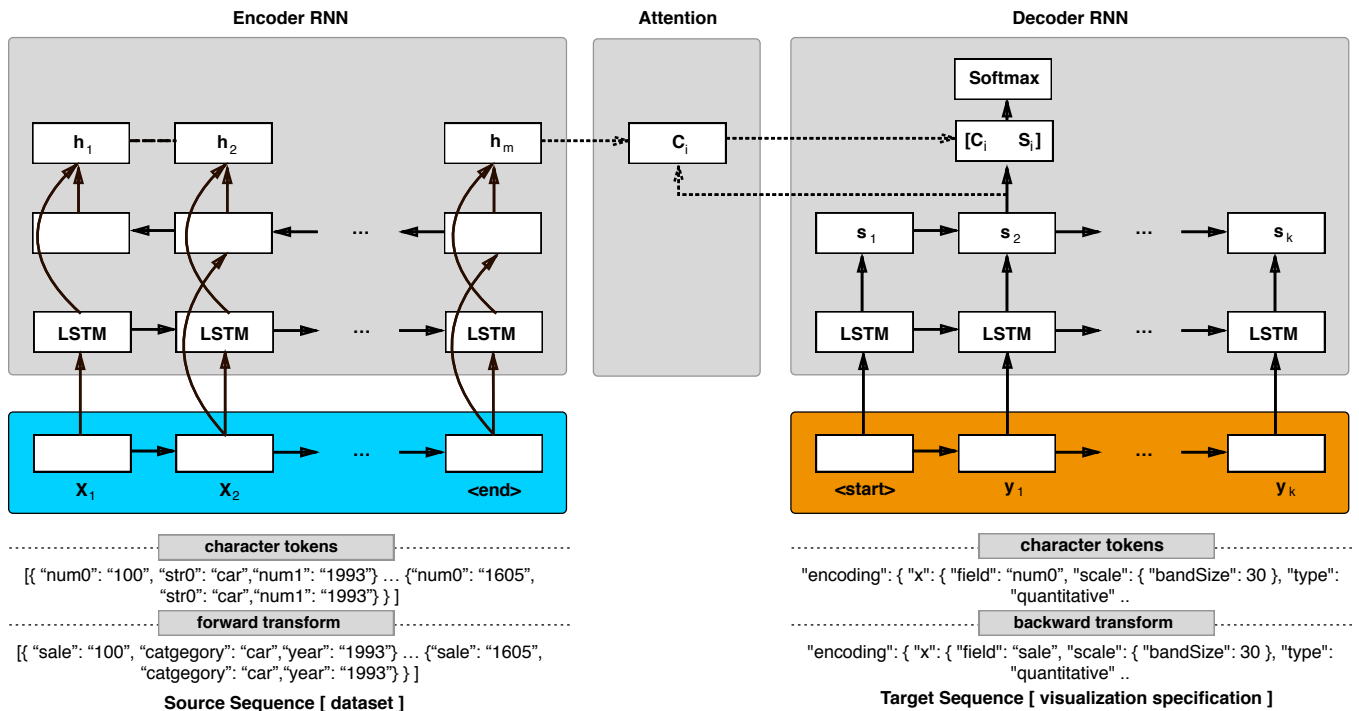 Encoder RNN
Attention
Decoder RNN
Softmax
h1
h2
hm
Ci
[Ci Si]
...
s1
s2
...
sk
LSTM
LSTM
...
LSTM
LSTM
LSTM
...
LSTM
...
...
X1
X2
<end>
<start>
y1
yk
character tokens
[{ “num0”: “100”, “str0”: “car”,“num1”: “1993”} … {“num0”: “1605”,
“str0”: “car”,“num1”: “1993”} } ]
forward transform
[{ “sale”: “100”, “catgegory”: “car”,“year”: “1993”} … {“sale”: “1605”,
“catgegory”: “car”,“year”: “1993”} } ]
Source Sequence [ dataset ]
character tokens
"encoding": { "x": { "field": “num0”, "scale": { "bandSize": 30 }, "type":
"quantitative" ..
backward transform
"encoding": { "x": { "field": “sale”, "scale": { "bandSize": 30 }, "type":
"quantitative" ..
Target Sequence [ visualization specification ]